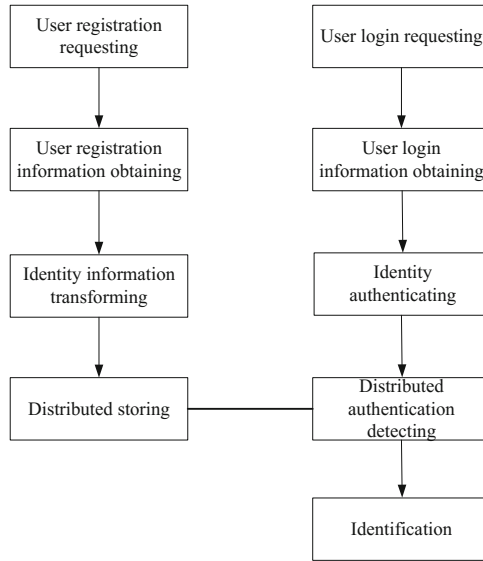 User registration
requesting
User login requesting
User registration
information obtaining
User login
information obtaining
Identity information
transforming
Identity
authenticating
Distributed storing
Distributed
authentication
detecting
Identification